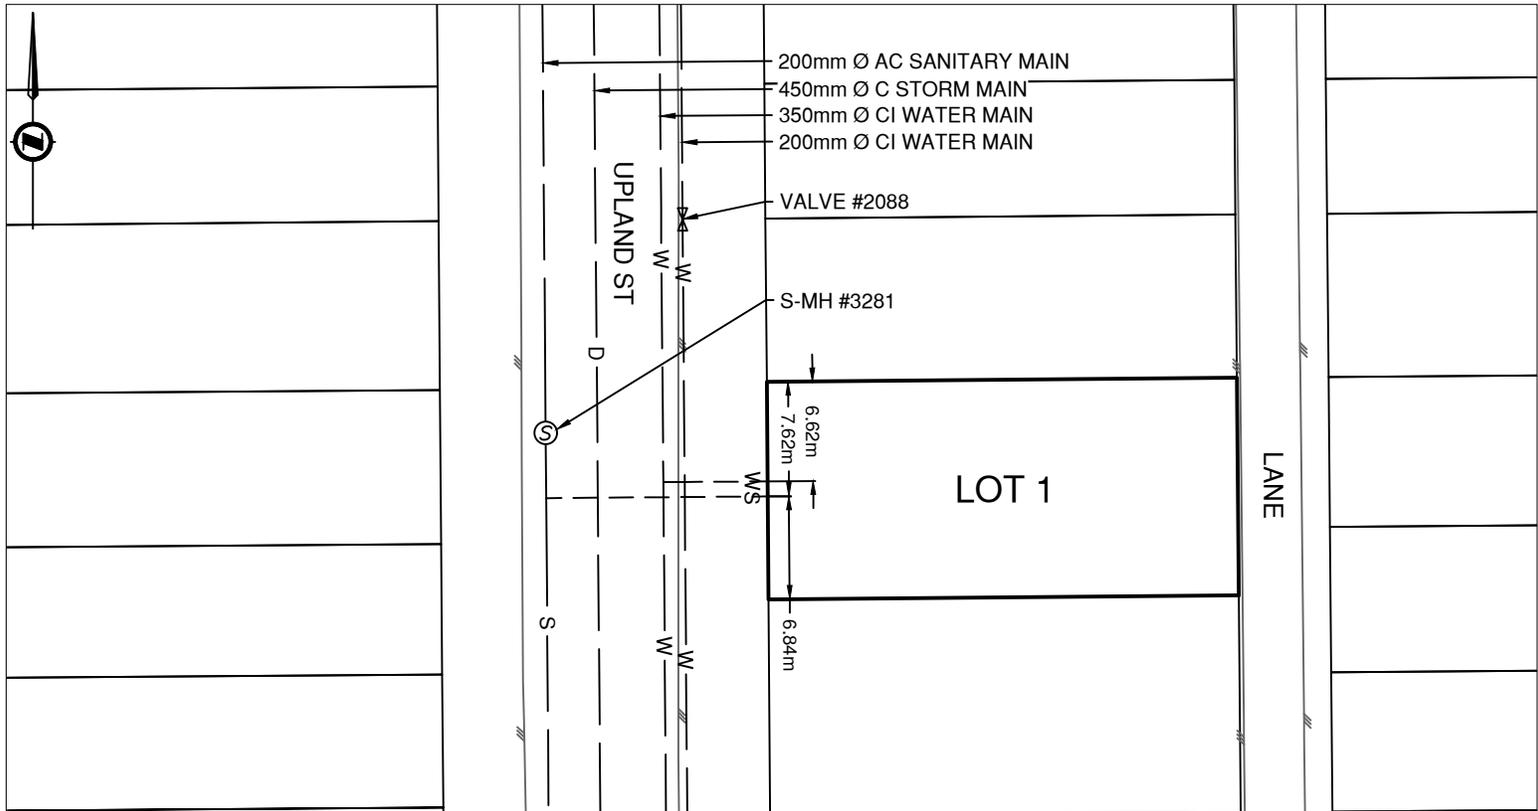 200mm Ø AC SANITARY MAIN
450mm Ø C STORM MAIN
350mm Ø CI WATER MAIN
200mm Ø CI WATER MAIN
N
UPLAND ST
VALVE #2088
W
W
S-MH #3281
D
S
6.62m
7.62m
WS
LOT 1
LANE
S
6.84m
W
W